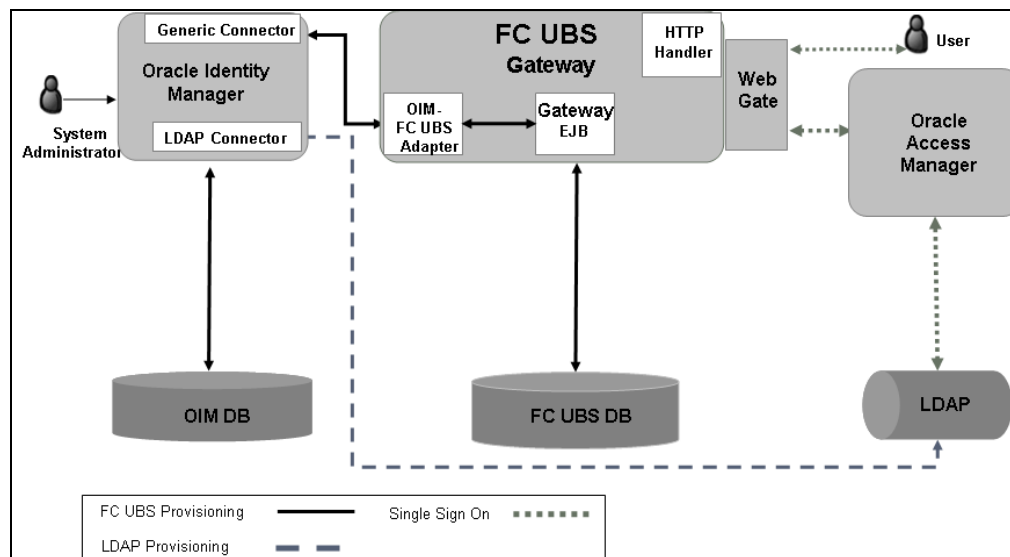 Generic Connector
Oracle Identity
Manager
LDAP Connector
System
Administrator
FC UBS
Gateway
HTTP
Handler
OIM-
FC UBS
Adapter
Gateway
EJB
Web
Gate
User
Oracle
Access
Manager
OIM DB
FC UBS DB
LDAP
FC UBS Provisioning
Single Sign On
LDAP Provisioning